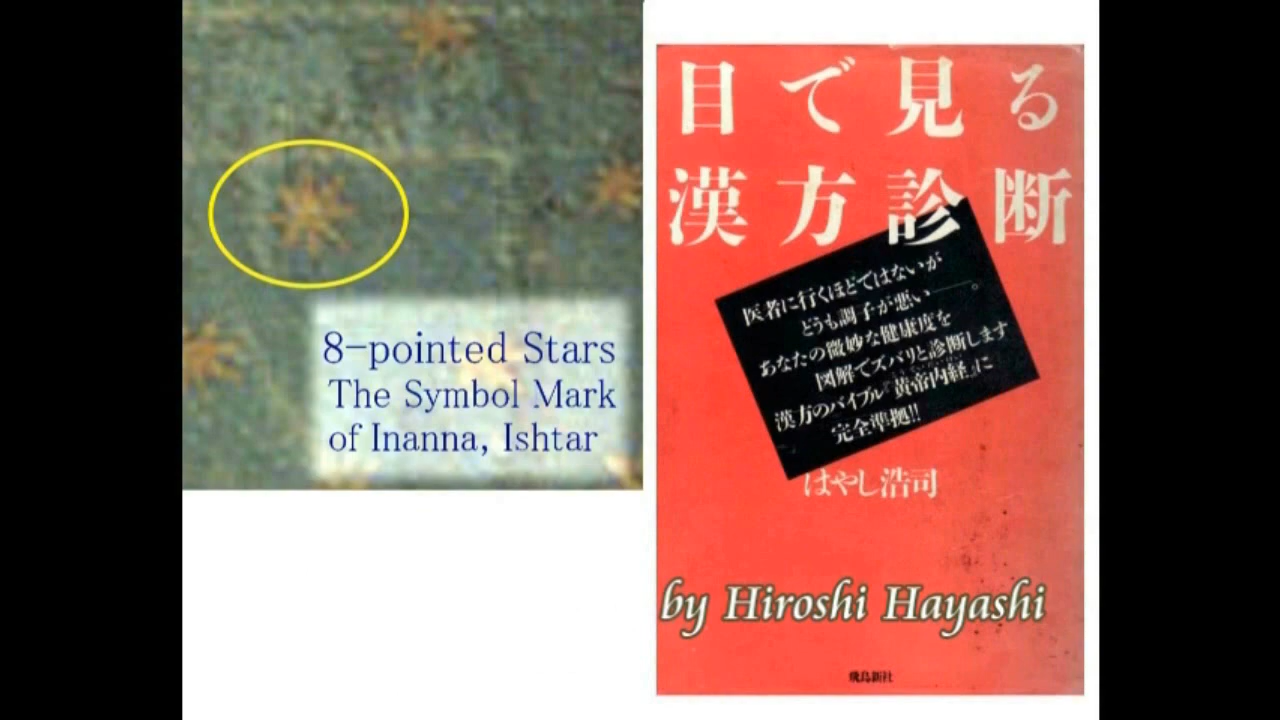 8-pointed Stars
The Symbol Mark
of Inanna, Ishtar
目で見る
漢方診断
医者に行くほどではないが
どうも調子が悪い――。
あなたの微妙な健康度を
図解でズバリと診断します
漢方のバイブル『黄帝内経』に
完全準拠!!
はやし浩司
by Hiroshi Hayashi
飛鳥新社